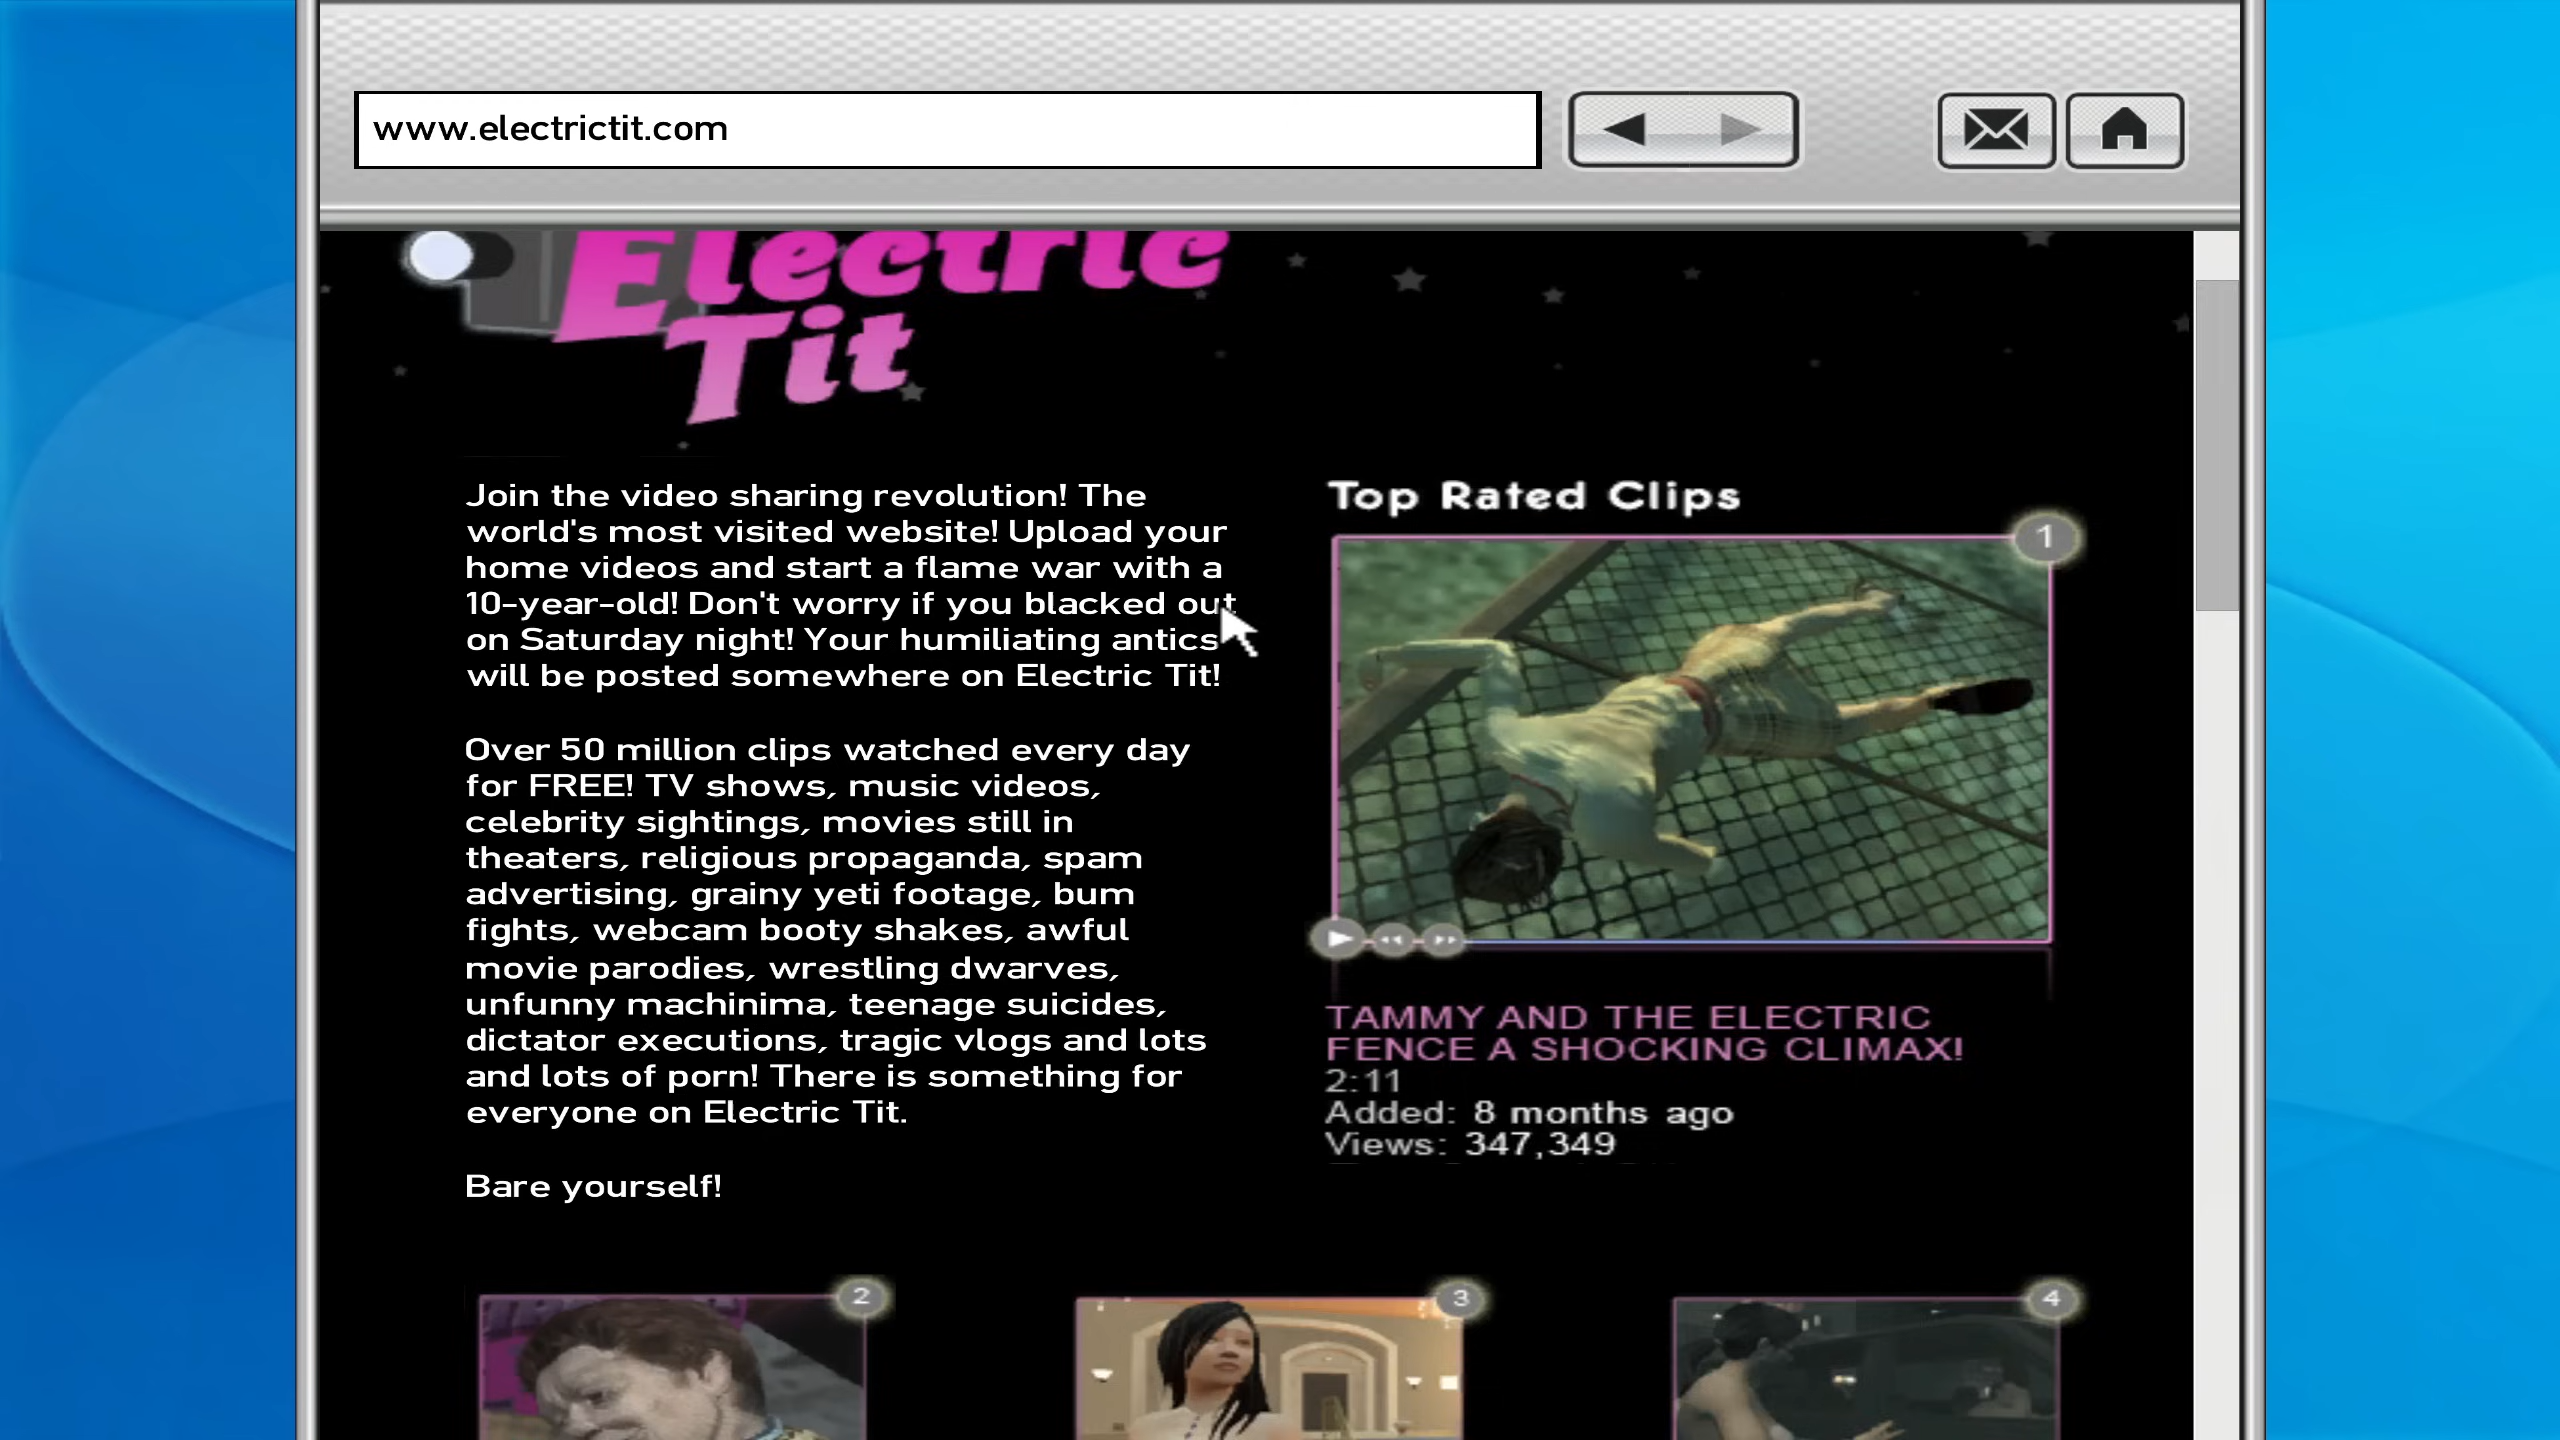 www.electrictit.com
Electric
Tit
Join the video sharing revolution! The
world's most visited website! Upload your
home videos and start a flame war with a
10-year-old! Don't worry if you blacked out
on Saturday night! Your humiliating antics
will be posted somewhere on Electric Tit!
Over 50 million clips watched every day
for FREE! TV shows, music videos,
celebrity sightings, movies still in
theaters, religious propaganda, spam
advertising, grainy yeti footage, bum
fights, webcam booty shakes, awful
movie parodies, wrestling dwarves,
unfunny machinima, teenage suicides,
dictator executions, tragic vlogs and lots
and lots of porn! There is something for
everyone on Electric Tit.
Bare yourself!
Top Rated Clips
1
TAMMY AND THE ELECTRIC
FENCE A SHOCKING CLIMAX!
2:11
Added: 8 months ago
Views: 347,349
2
3
4